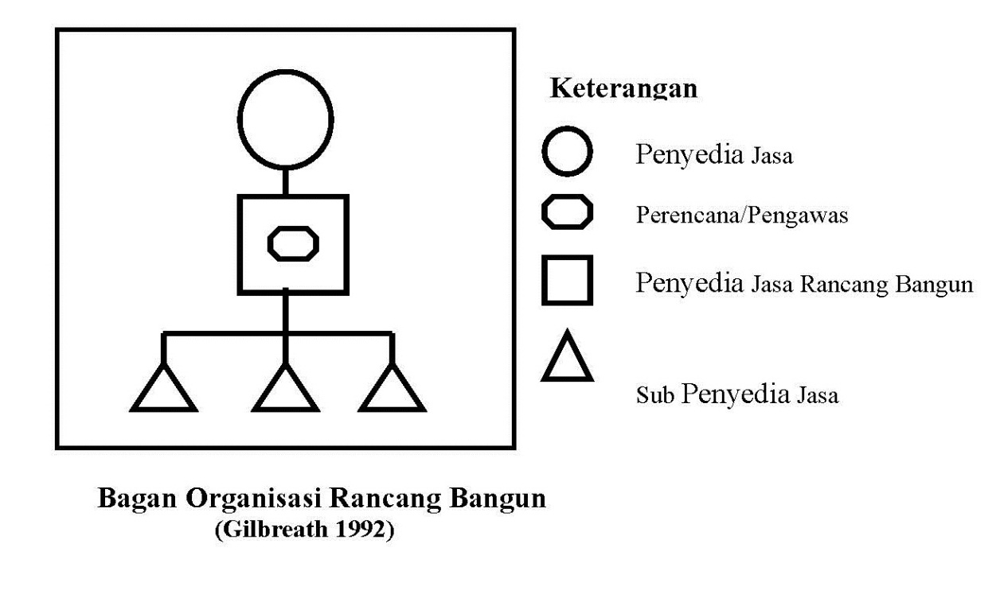 Keterangan
Penyedia Jasa
Perencana/Pengawas
Penyedia Jasa Rancang Bangun
Sub Penyedia Jasa
Bagan Organisasi Rancang Bangun
(Gilbreath 1992)